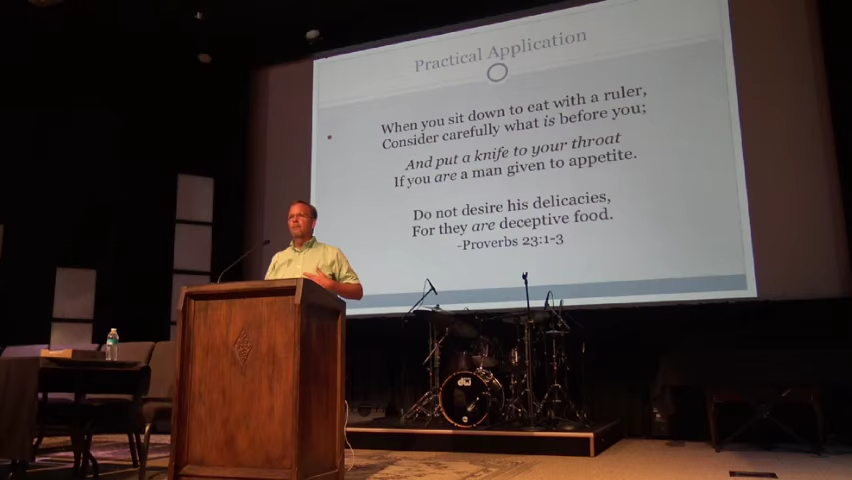 Practical Application
When you sit down to eat with a ruler,
Consider carefully what is before you;
And put a knife to your throat
If you are a man given to appetite.
Do not desire his delicacies,
For they are deceptive food.
-Proverbs 23:1-3
dw